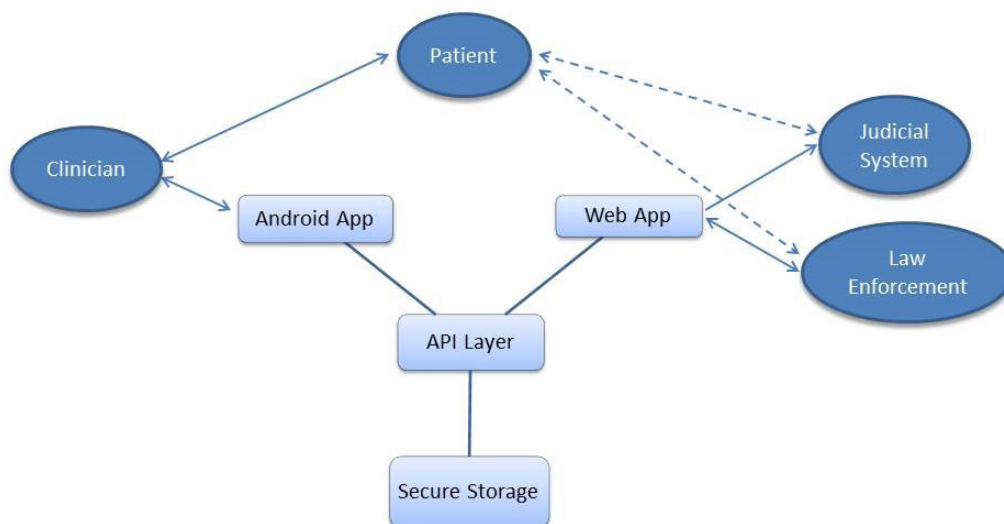 Patient
Judicial
System
Clinician
Android App
Web App
Law
Enforcement
API Layer
Secure Storage